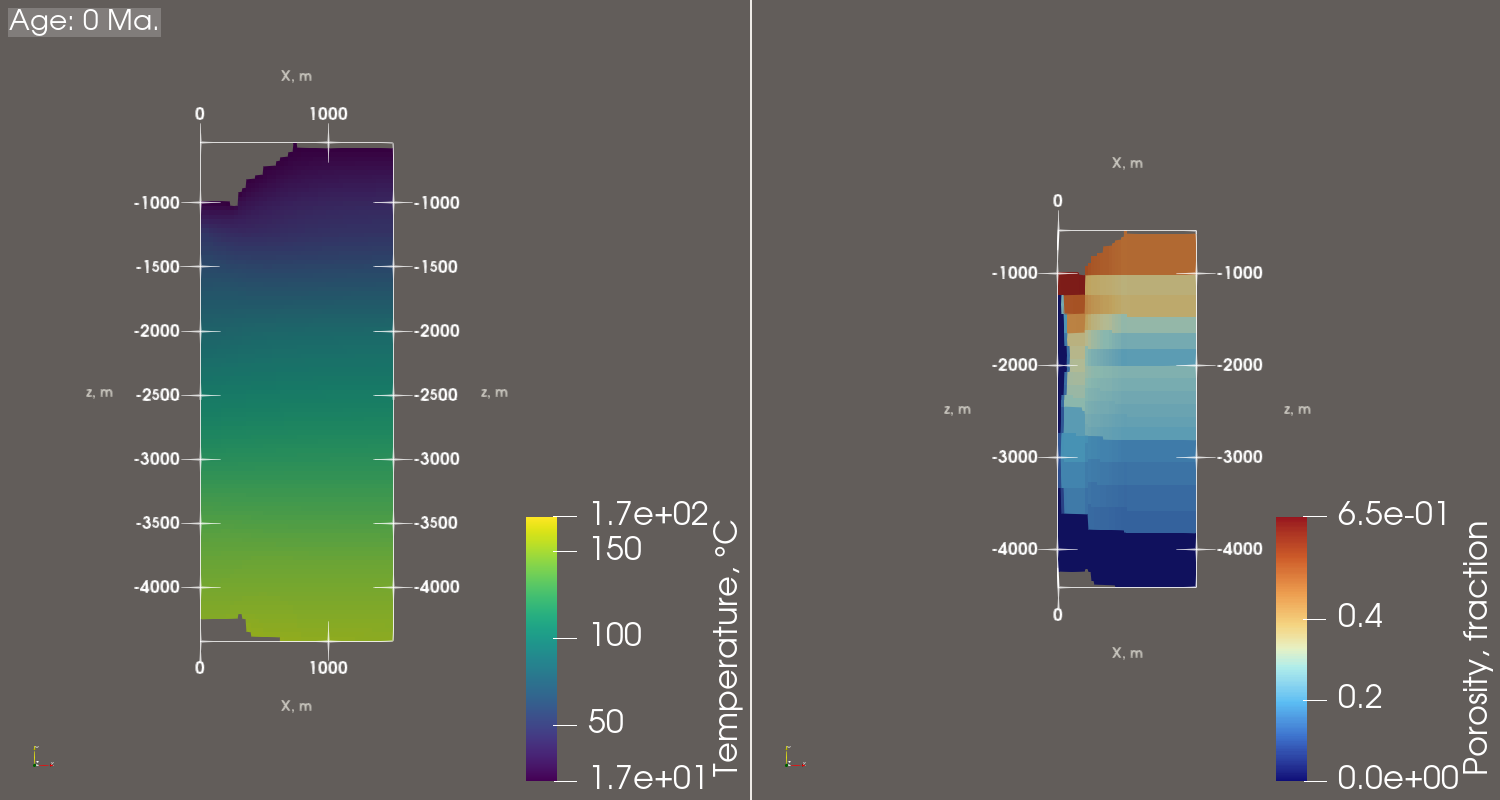 Age: 0 Ma.
X, m
0 1000
-1000 -1000
-1500 -1500
-2000 -2000
z, m -2500 -2500 z, m
-3000 -3000
-3500 -3500
-4000 -4000
0 1000
X, m
1.7e+02
150
100
50
1.7e+01
Temperature, °C
X, m
0
-1000 -1000
-2000 -2000
z, m z, m
-3000 -3000
-4000 -4000
0
X, m
6.5e-01
0.4
0.2
0.0e+00
Porosity, fraction